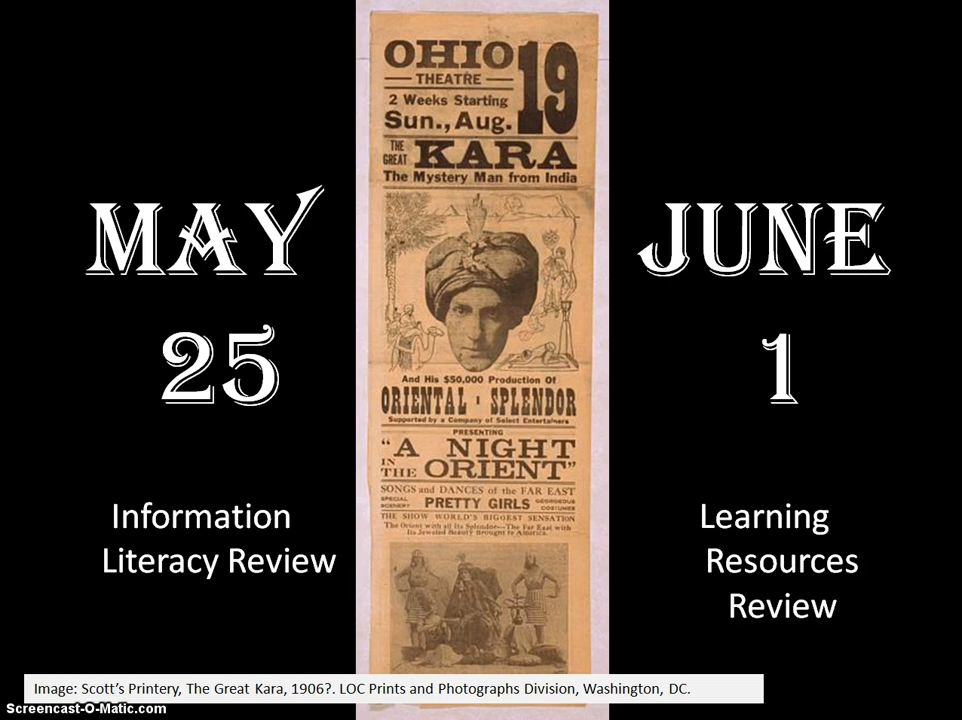 MAY
25
Information
Literacy Review
OHIO
THEATRE
2 Weeks Starting
Sun., Aug. 19
THE GREAT KARA
The Mystery Man from India
And His $50,000 Production Of
ORIENTAL SPLENDOR
Supported by a Company of Select Entertainers
PRESENTING
“A NIGHT
IN THE ORIENT”
SONGS and DANCES of the FAR EAST
SPECIAL SCENERY PRETTY GIRLS GORGEOUS COSTUMES
THE SHOW WORLD'S BIGGEST SENSATION
The Orient with all its Splendor—The Far East with
Its Jeweled Beauty Brought to America.
JUNE
1
Learning
Resources
Review
Image: Scott’s Printery, The Great Kara, 1906?. LOC Prints and Photographs Division, Washington, DC.
Screencast-O-Matic.com